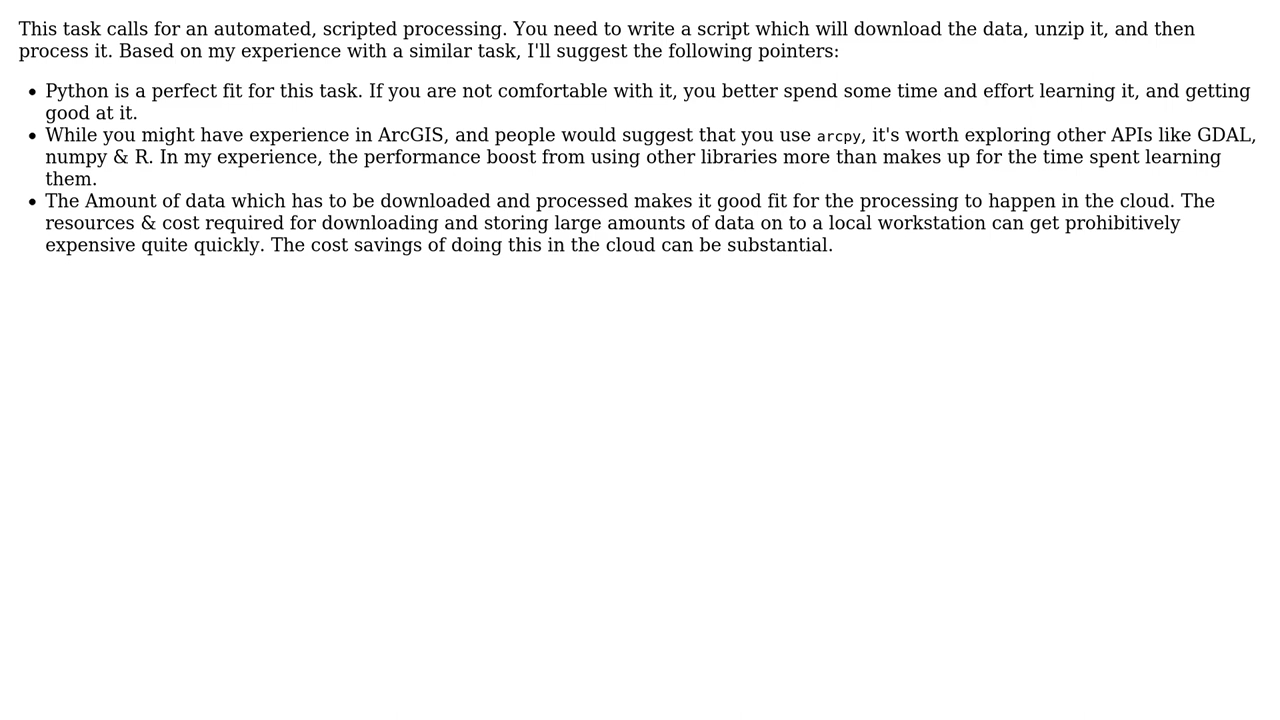 This task calls for an automated, scripted processing. You need to write a script which will download the data, unzip it, and then
process it. Based on my experience with a similar task, I'll suggest the following pointers:
• Python is a perfect fit for this task. If you are not comfortable with it, you better spend some time and effort learning it, and getting
good at it.
• While you might have experience in ArcGIS, and people would suggest that you use arcpy, it's worth exploring other APIs like GDAL,
numpy & R. In my experience, the performance boost from using other libraries more than makes up for the time spent learning
them.
• The Amount of data which has to be downloaded and processed makes it good fit for the processing to happen in the cloud. The
resources & cost required for downloading and storing large amounts of data on to a local workstation can get prohibitively
expensive quite quickly. The cost savings of doing this in the cloud can be substantial.